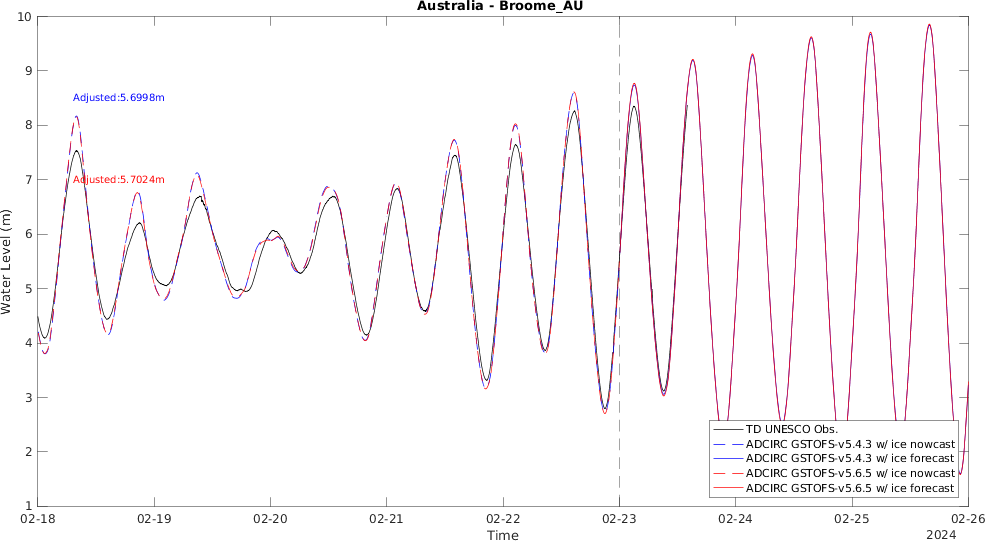 Australia - Broome_AU
10
9
8
7
6
5
4
3
2
1
Water Level (m)
Adjusted:5.6998m
Adjusted:5.7024m
TD UNESCO Obs.
ADCIRC GSTOFS-v5.4.3 w/ ice nowcast
ADCIRC GSTOFS-v5.4.3 w/ ice forecast
ADCIRC GSTOFS-v5.6.5 w/ ice nowcast
ADCIRC GSTOFS-v5.6.5 w/ ice forecast
02-18 02-19 02-20 02-21 02-22 02-23 02-24 02-25 02-26
Time
2024